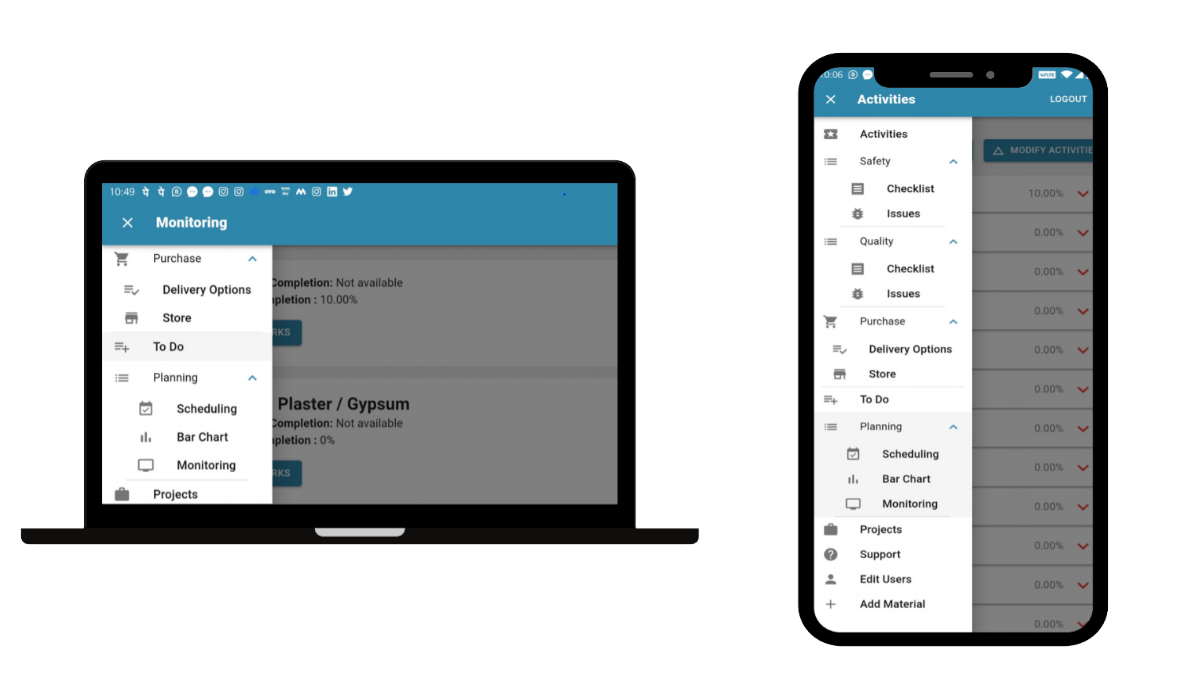 10:49
Monitoring
Purchase
Delivery Options
Store
To Do
Planning
Scheduling
Bar Chart
Monitoring
Projects
Completion: Not available
pletion : 10.00%
RKS
Plaster / Gypsum
Completion: Not available
pletion : 0%
RKS
0:06
Activities LOGOUT
Activities
Safety
Checklist
Issues
Quality
Checklist
Issues
Purchase
Delivery Options
Store
To Do
Planning
Scheduling
Bar Chart
Monitoring
Projects
Support
Edit Users
Add Material
MODIFY ACTIVITIE
10.00%
0.00%
0.00%
0.00%
0.00%
0.00%
0.00%
0.00%
0.00%
0.00%
0.00%
0.00%